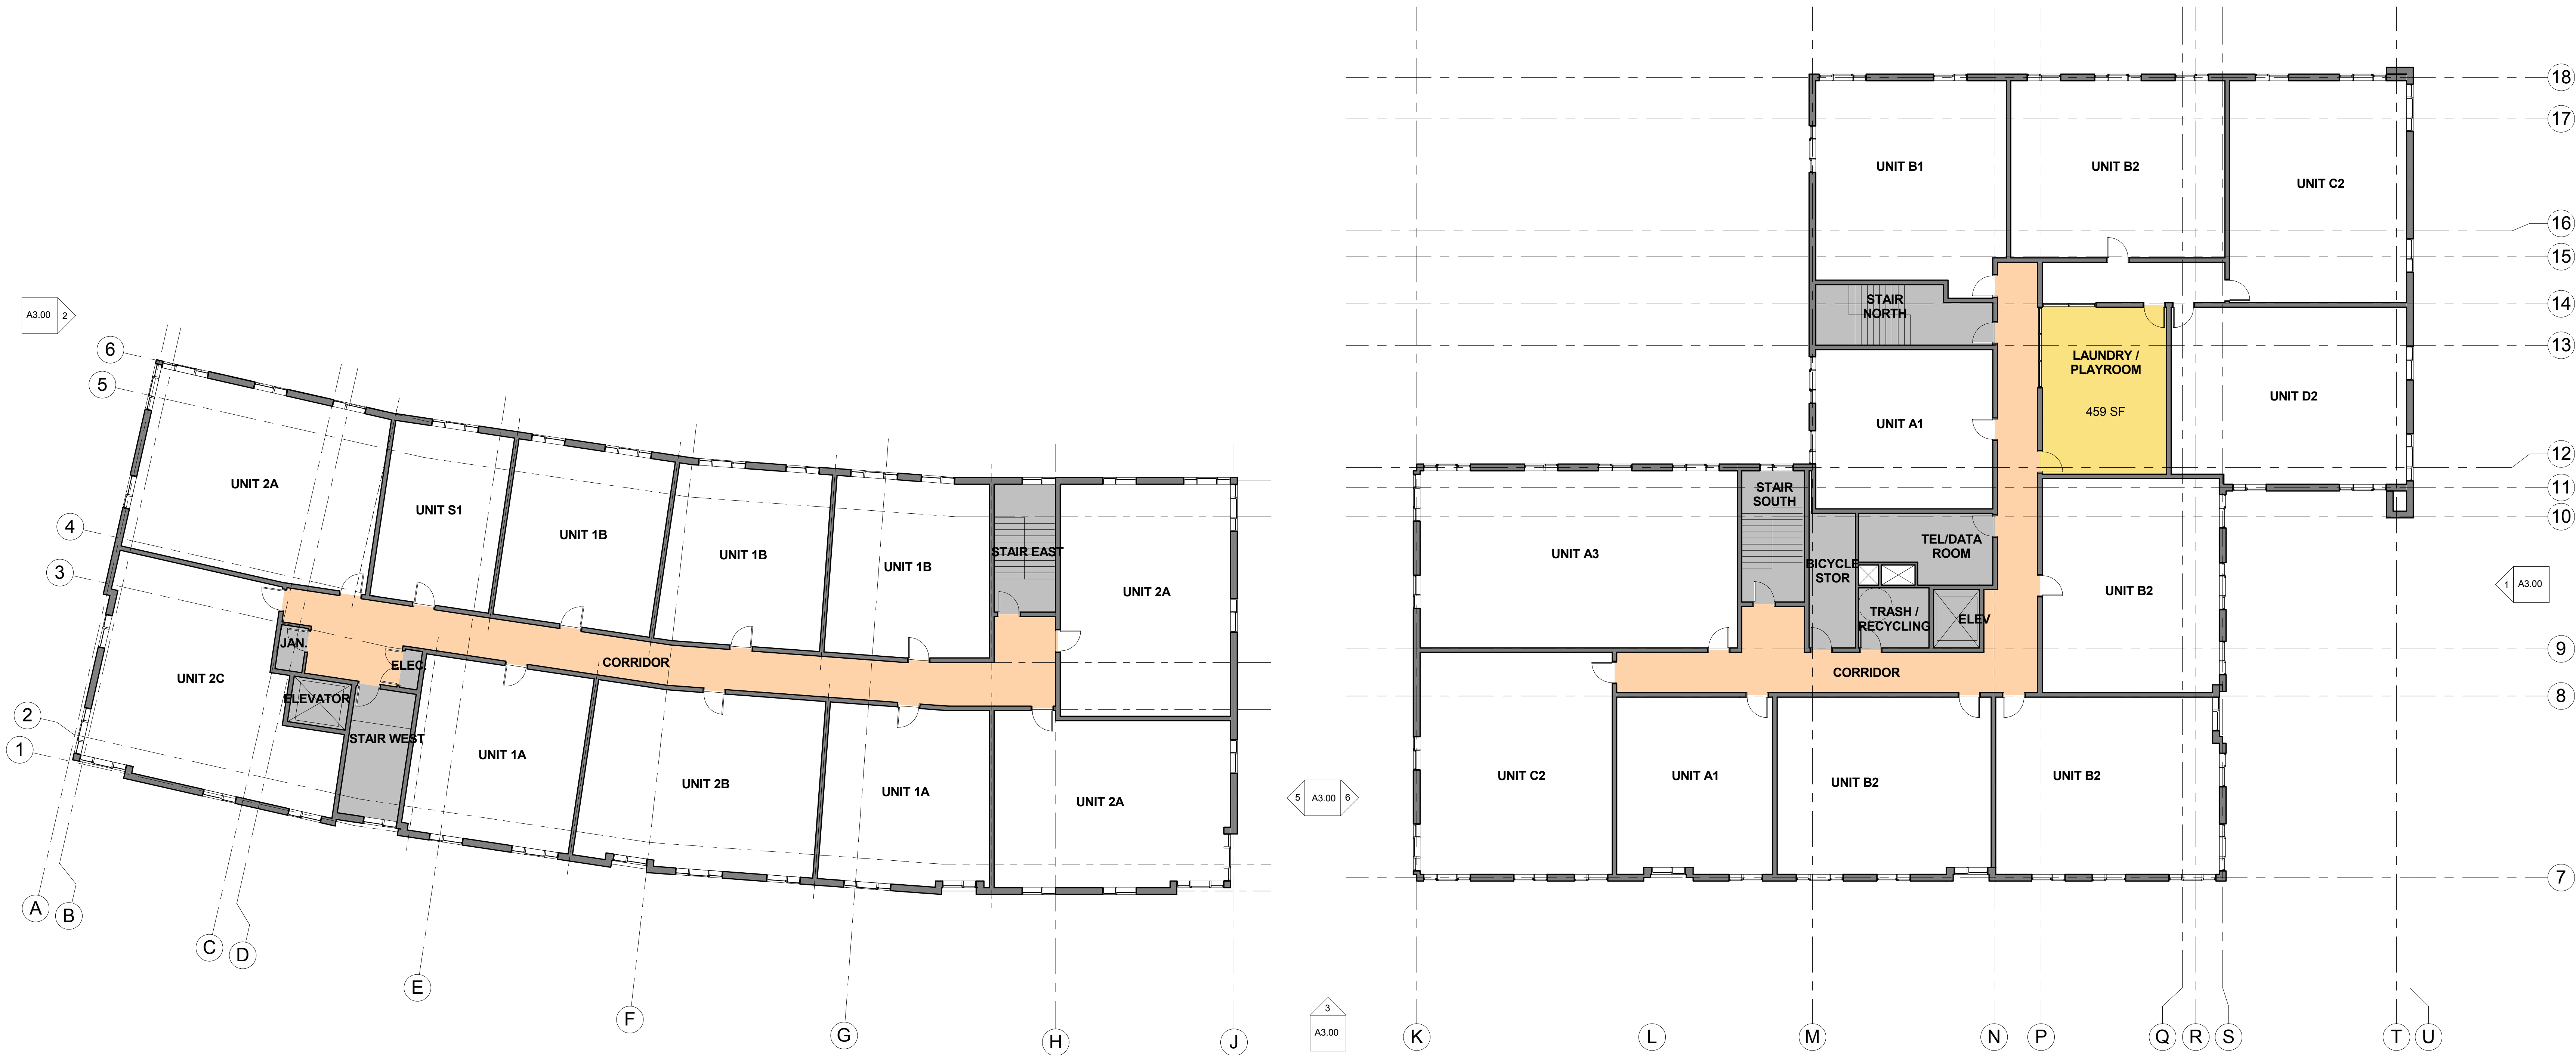 18
17
UNIT B1
UNIT B2
UNIT C2
16
15
STAIR
NORTH
14
A3.00
2
13
6
LAUNDRY /
PLAYROOM
5
UNIT D2
459 SF
UNIT A1
12
UNIT 2A
STAIR
SOUTH
11
UNIT S1
10
4
UNIT 1B
UNIT 1B
UNIT 1B
STAIR EAST
UNIT A3
TEL/DATA
ROOM
BICYCLE
STOR
3
UNIT 2A
UNIT B2
1
A3.00
TRASH /
RECYCLING
ELEV
JAN.
ELEC.
CORRIDOR
9
UNIT 2C
CORRIDOR
ELEVATOR
8
2
STAIR WEST
1
UNIT 1A
UNIT 2B
UNIT 1A
UNIT 2A
UNIT C2
UNIT A1
UNIT B2
UNIT B2
5
A3.00
6
7
A
B
C
D
E
F
G
H
J
3
A3.00
K
L
M
N
P
Q
R
S
T
U